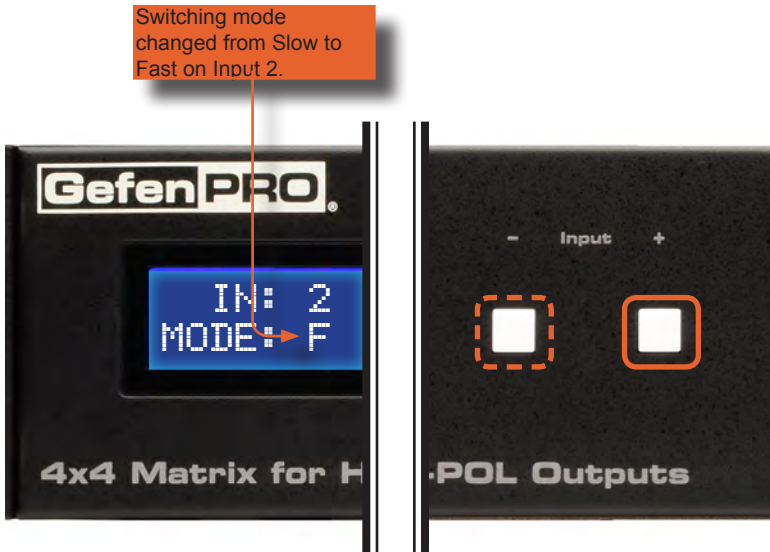 Switching mode
changed from Slow to
Fast on Input 2.
GefenPRO®
- Input +
IN: 2
MODE: F
4x4 Matrix for H
-POL Outputs